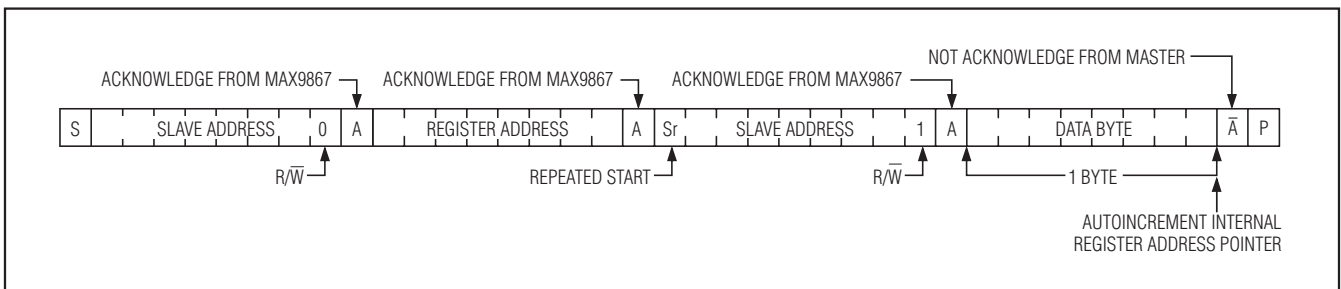 NOT ACKNOWLEDGE FROM MASTER
ACKNOWLEDGE FROM MAX9867 ACKNOWLEDGE FROM MAX9867 ACKNOWLEDGE FROM MAX9867
S SLAVE ADDRESS 0 A REGISTER ADDRESS A Sr SLAVE ADDRESS 1 A DATA BYTE A̅ P
R/W̅ REPEATED START R/W̅ 1 BYTE
AUTOINCREMENT INTERNAL
REGISTER ADDRESS POINTER